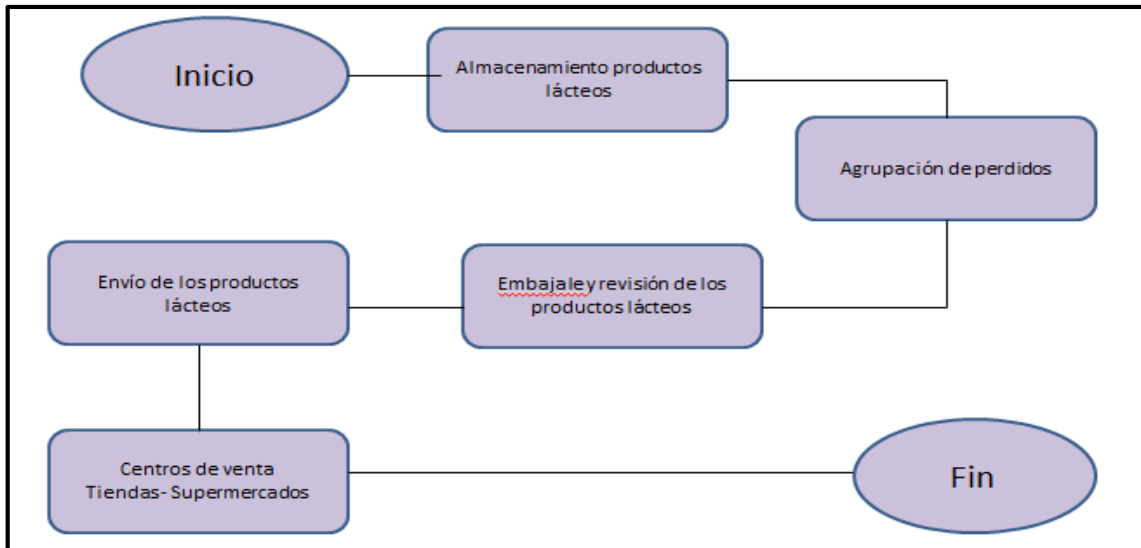 Inicio
Almacenamiento productos
lácteos
Agrupación de perdidos
Embajale y revisión de los
productos lácteos
Envío de los productos
lácteos
Centros de venta
Tiendas- Supermercados
Fin